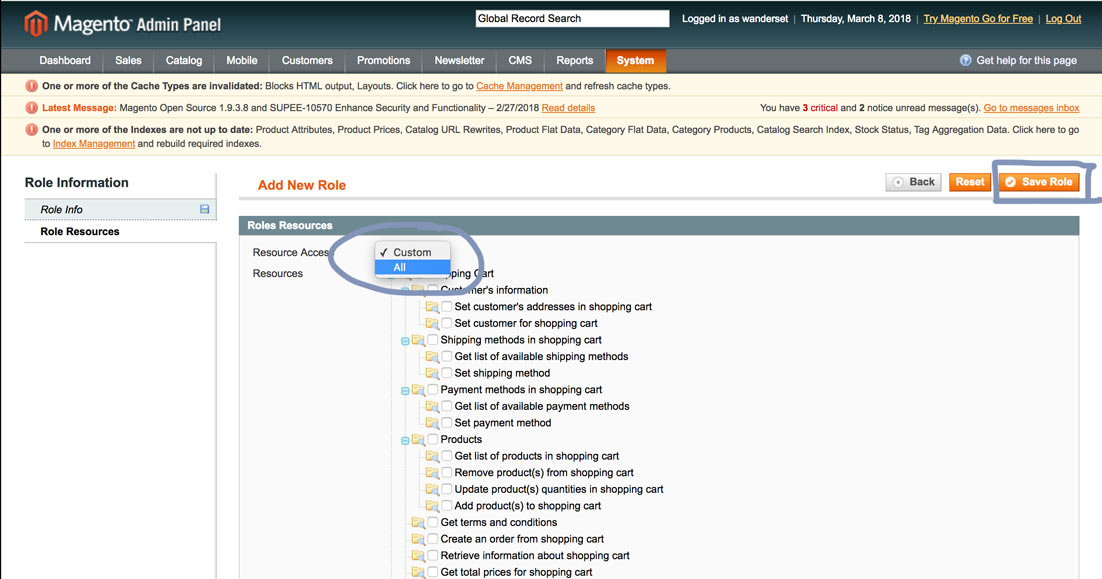 Magento Admin Panel
Global Record Search
Logged in as wanderset | Thursday, March 8, 2018 | Try Magento Go for Free | Log Out
Dashboard Sales Catalog Mobile Customers Promotions Newsletter CMS Reports System
Get help for this page
One or more of the Cache Types are invalidated: Blocks HTML output, Layouts. Click here to go to Cache Management and refresh cache types.
Latest Message: Magento Open Source 1.9.3.8 and SUPEE-10570 Enhance Security and Functionality – 2/27/2018 Read details
You have 3 critical and 2 notice unread message(s). Go to messages inbox
One or more of the Indexes are not up to date: Product Attributes, Product Prices, Catalog URL Rewrites, Product Flat Data, Category Flat Data, Category Products, Catalog Search Index, Stock Status, Tag Aggregation Data. Click here to go
to Index Management and rebuild required indexes.
Role Information
Role Info
Role Resources
Add New Role
Back Reset Save Role
Roles Resources
Resource Access
✓ Custom
All
Resources
pping Cart
Customer's information
Set customer's addresses in shopping cart
Set customer for shopping cart
Shipping methods in shopping cart
Get list of available shipping methods
Set shipping method
Payment methods in shopping cart
Get list of available payment methods
Set payment method
Products
Get list of products in shopping cart
Remove product(s) from shopping cart
Update product(s) quantities in shopping cart
Add product(s) to shopping cart
Get terms and conditions
Create an order from shopping cart
Retrieve information about shopping cart
Get total prices for shopping cart